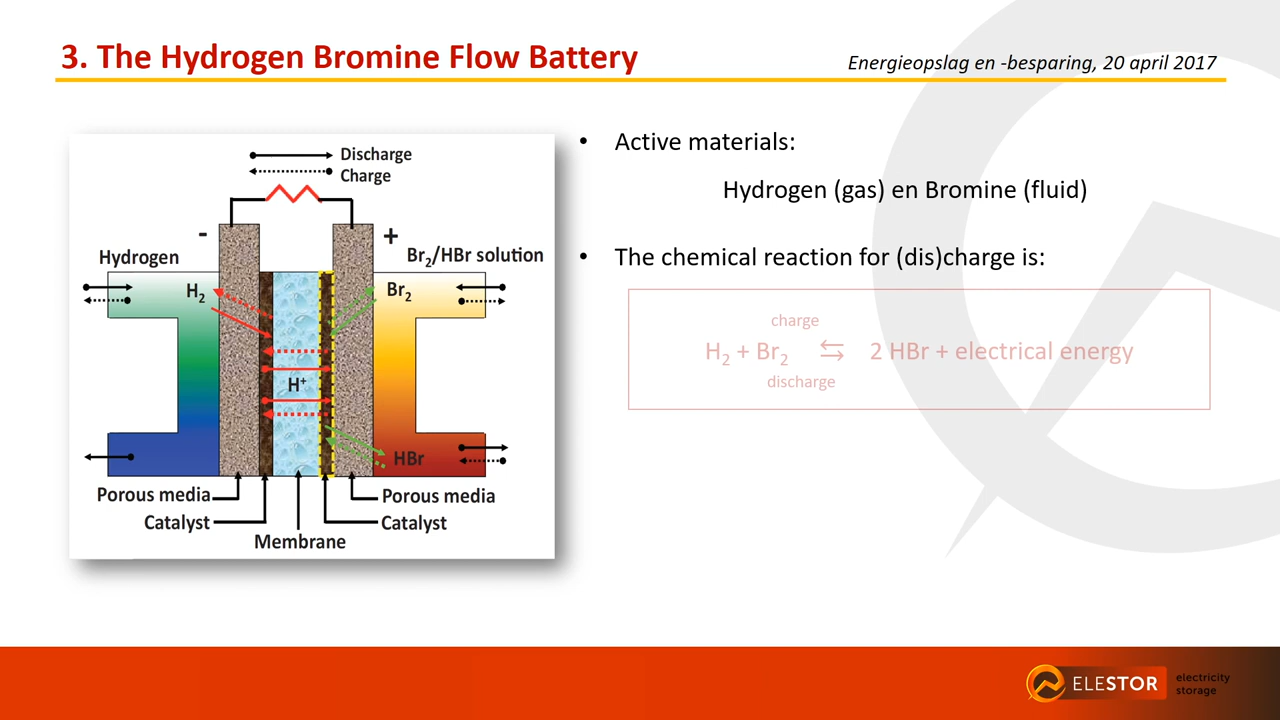 3. The Hydrogen Bromine Flow Battery
Energieopslag en -besparing, 20 april 2017
Discharge
Charge
-
+
Hydrogen
Br₂/HBr solution
H₂
Br₂
H⁺
HBr
Porous media
Porous media
Catalyst
Catalyst
Membrane
• Active materials:
Hydrogen (gas) en Bromine (fluid)
• The chemical reaction for (dis)charge is:
charge
H₂ + Br₂ ⇆ 2 HBr + electrical energy
discharge
ELESTOR
electricity
storage